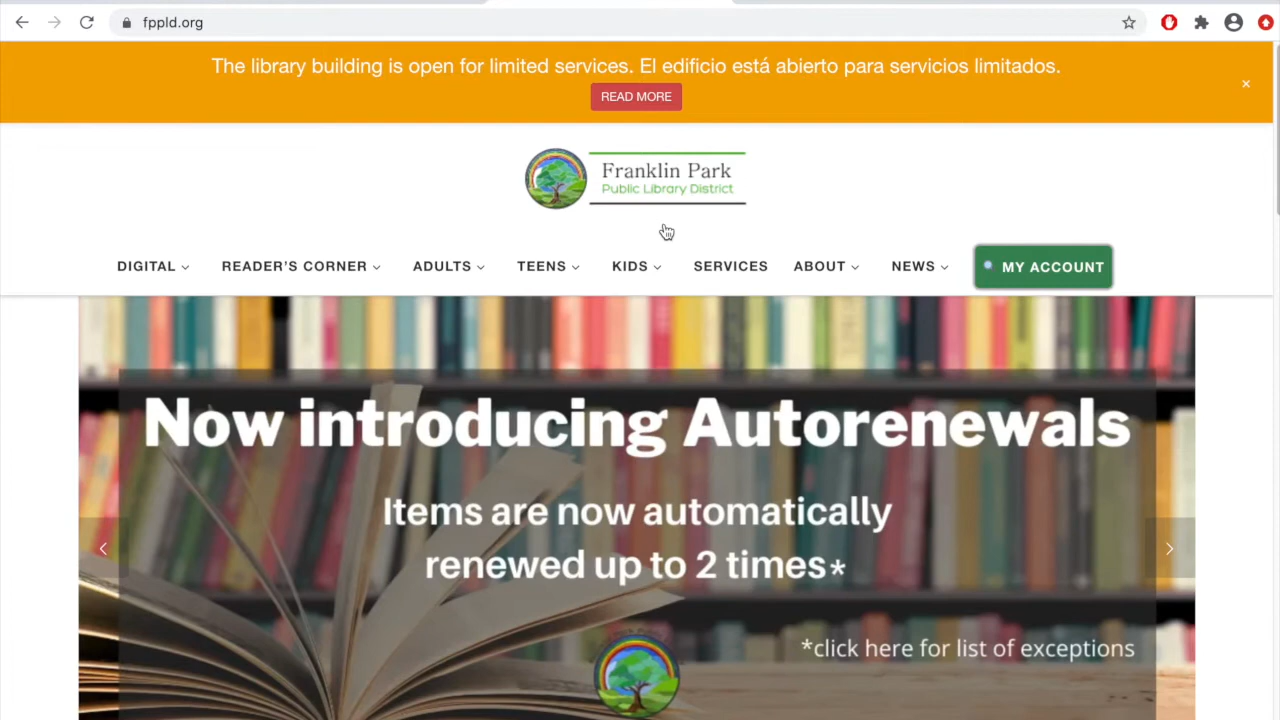 fppld.org
The library building is open for limited services. El edificio está abierto para servicios limitados.
READ MORE
×
Franklin Park
Public Library District
DIGITAL READER'S CORNER ADULTS TEENS KIDS SERVICES ABOUT NEWS MY ACCOUNT
Now introducing Autorenewals
Items are now automatically
renewed up to 2 times*
*click here for list of exceptions